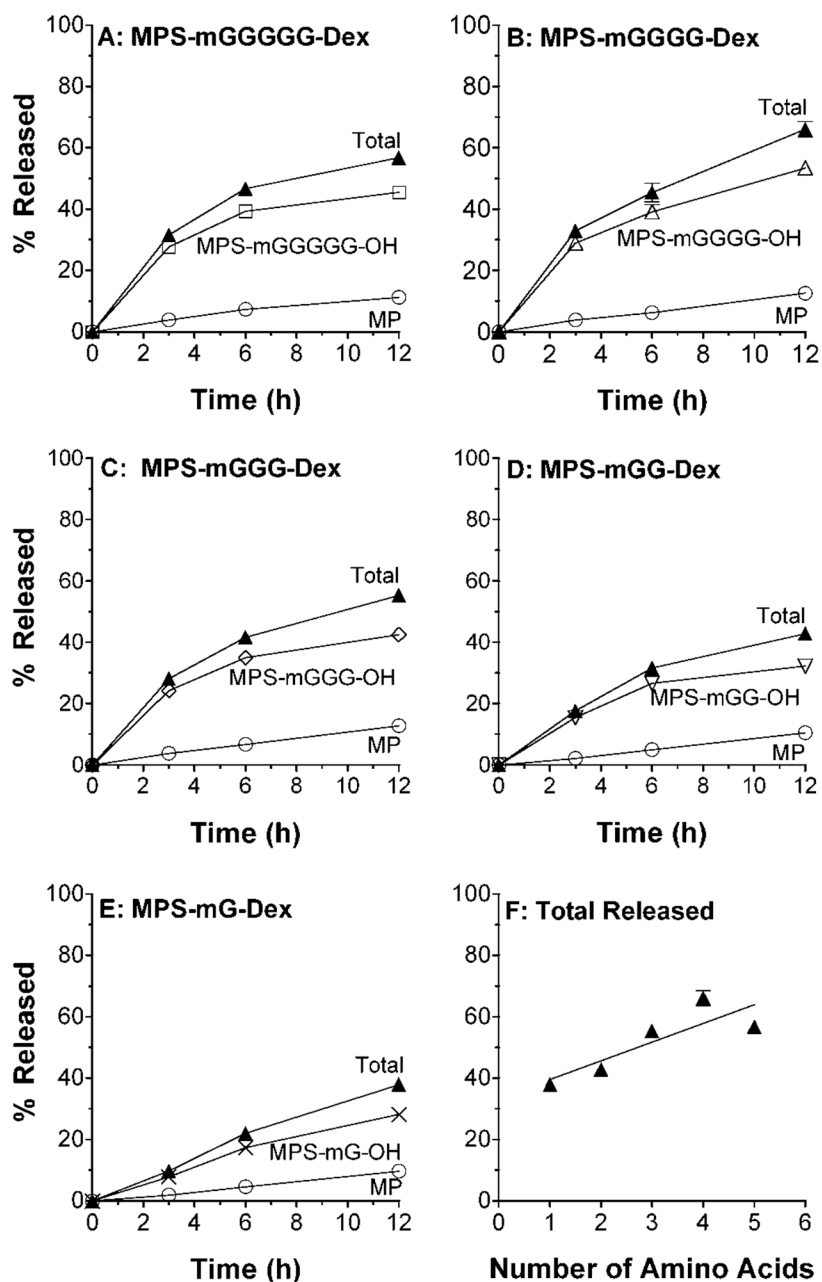 A: MPS-mGGGGG-Dex
% Released
100
80
60
40
20
0
Total
MPS-mGGGGG-OH
MP
0 2 4 6 8 10 12
Time (h)
B: MPS-mGGGG-Dex
100
80
60
40
20
0
Total
MPS-mGGGG-OH
MP
0 2 4 6 8 10 12
Time (h)
C: MPS-mGGG-Dex
% Released
100
80
60
40
20
0
Total
MPS-mGGG-OH
MP
0 2 4 6 8 10 12
Time (h)
D: MPS-mGG-Dex
100
80
60
40
20
0
Total
MPS-mGG-OH
MP
0 2 4 6 8 10 12
Time (h)
E: MPS-mG-Dex
% Released
100
80
60
40
20
0
Total
MPS-mG-OH
MP
0 2 4 6 8 10 12
Time (h)
F: Total Released
100
80
60
40
20
0
0 1 2 3 4 5 6
Number of Amino Acids